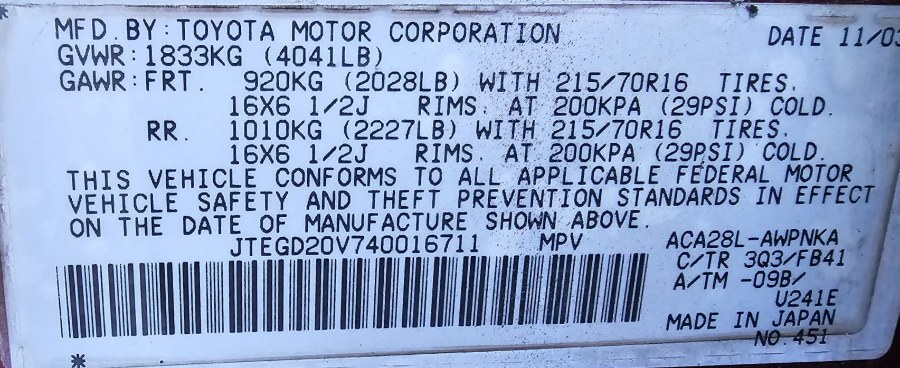 MFD. BY: TOYOTA MOTOR CORPORATION DATE 11/03
GVWR: 1833KG (4041LB)
GAWR: FRT. 920KG (2028LB) WITH 215/70R16 TIRES.
16X6 1/2J RIMS. AT 200KPA (29PSI) COLD.
RR. 1010KG (2227LB) WITH 215/70R16 TIRES.
16X6 1/2J RIMS. AT 200KPA (29PSI) COLD.
THIS VEHICLE CONFORMS TO ALL APPLICABLE FEDERAL MOTOR
VEHICLE SAFETY AND THEFT PREVENTION STANDARDS IN EFFECT
ON THE DATE OF MANUFACTURE SHOWN ABOVE.
JTEGD20V740016711 MPV ACA28L-AWPNKA
C/TR 3Q3/FB41
A/TM -09B/
U241E
MADE IN JAPAN
NO.451